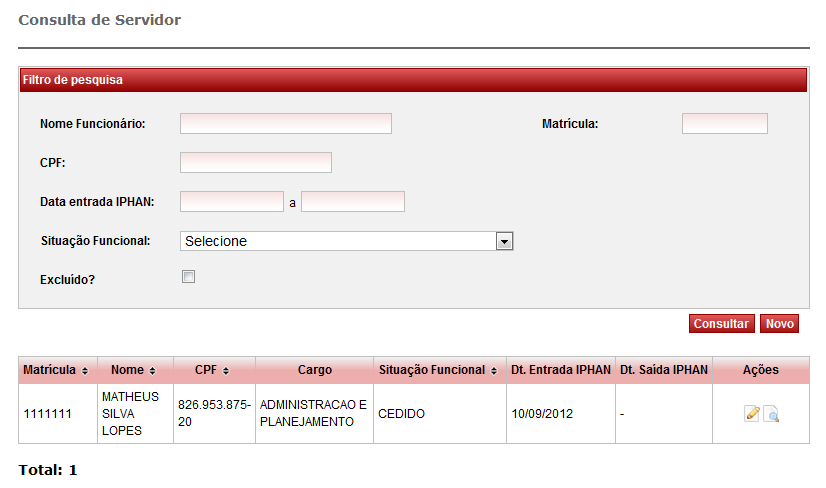 Consulta de Servidor
Filtro de pesquisa
Nome Funcionário: Matrícula:
CPF:
Data entrada IPHAN: a
Situação Funcional: Selecione
Excluído?
Consultar Novo
Matrícula Nome CPF Cargo Situação Funcional Dt. Entrada IPHAN Dt. Saída IPHAN Ações
1111111 MATHEUS SILVA LOPES 826.953.875-20 ADMINISTRACAO E PLANEJAMENTO CEDIDO 10/09/2012 -
Total: 1